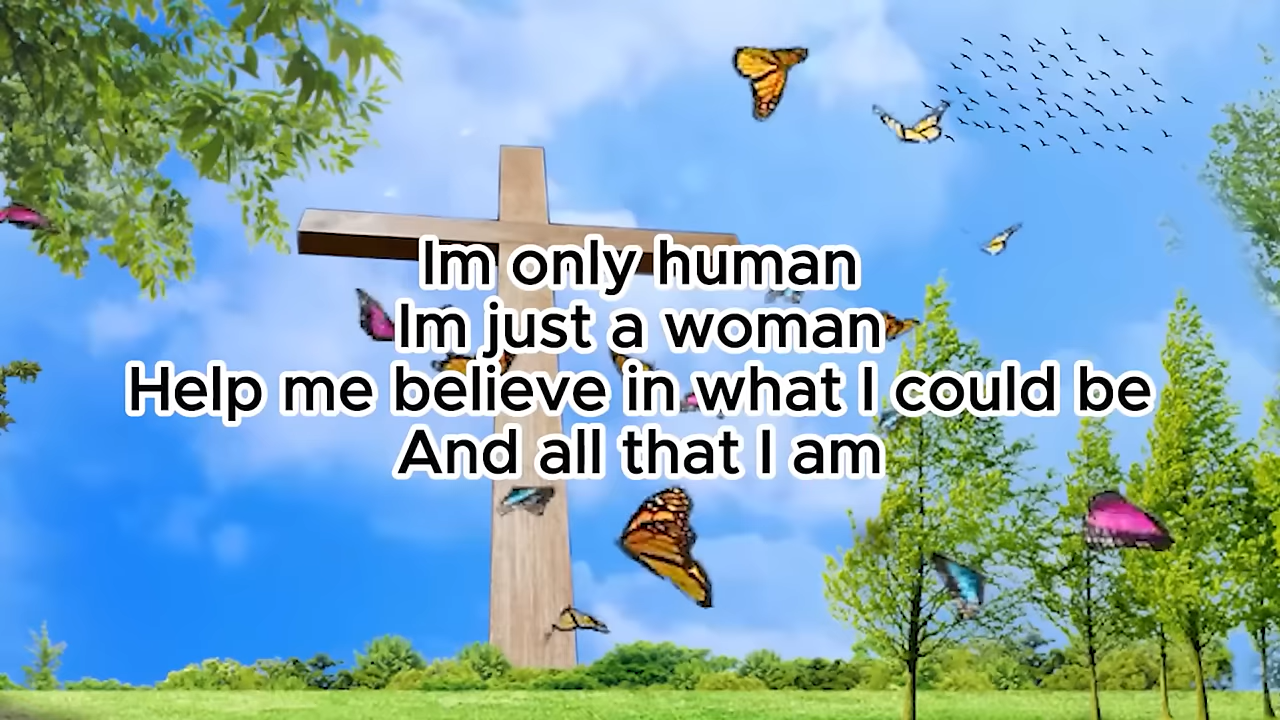 Im only human
Im just a woman
Help me believe in what I could be
And all that I am